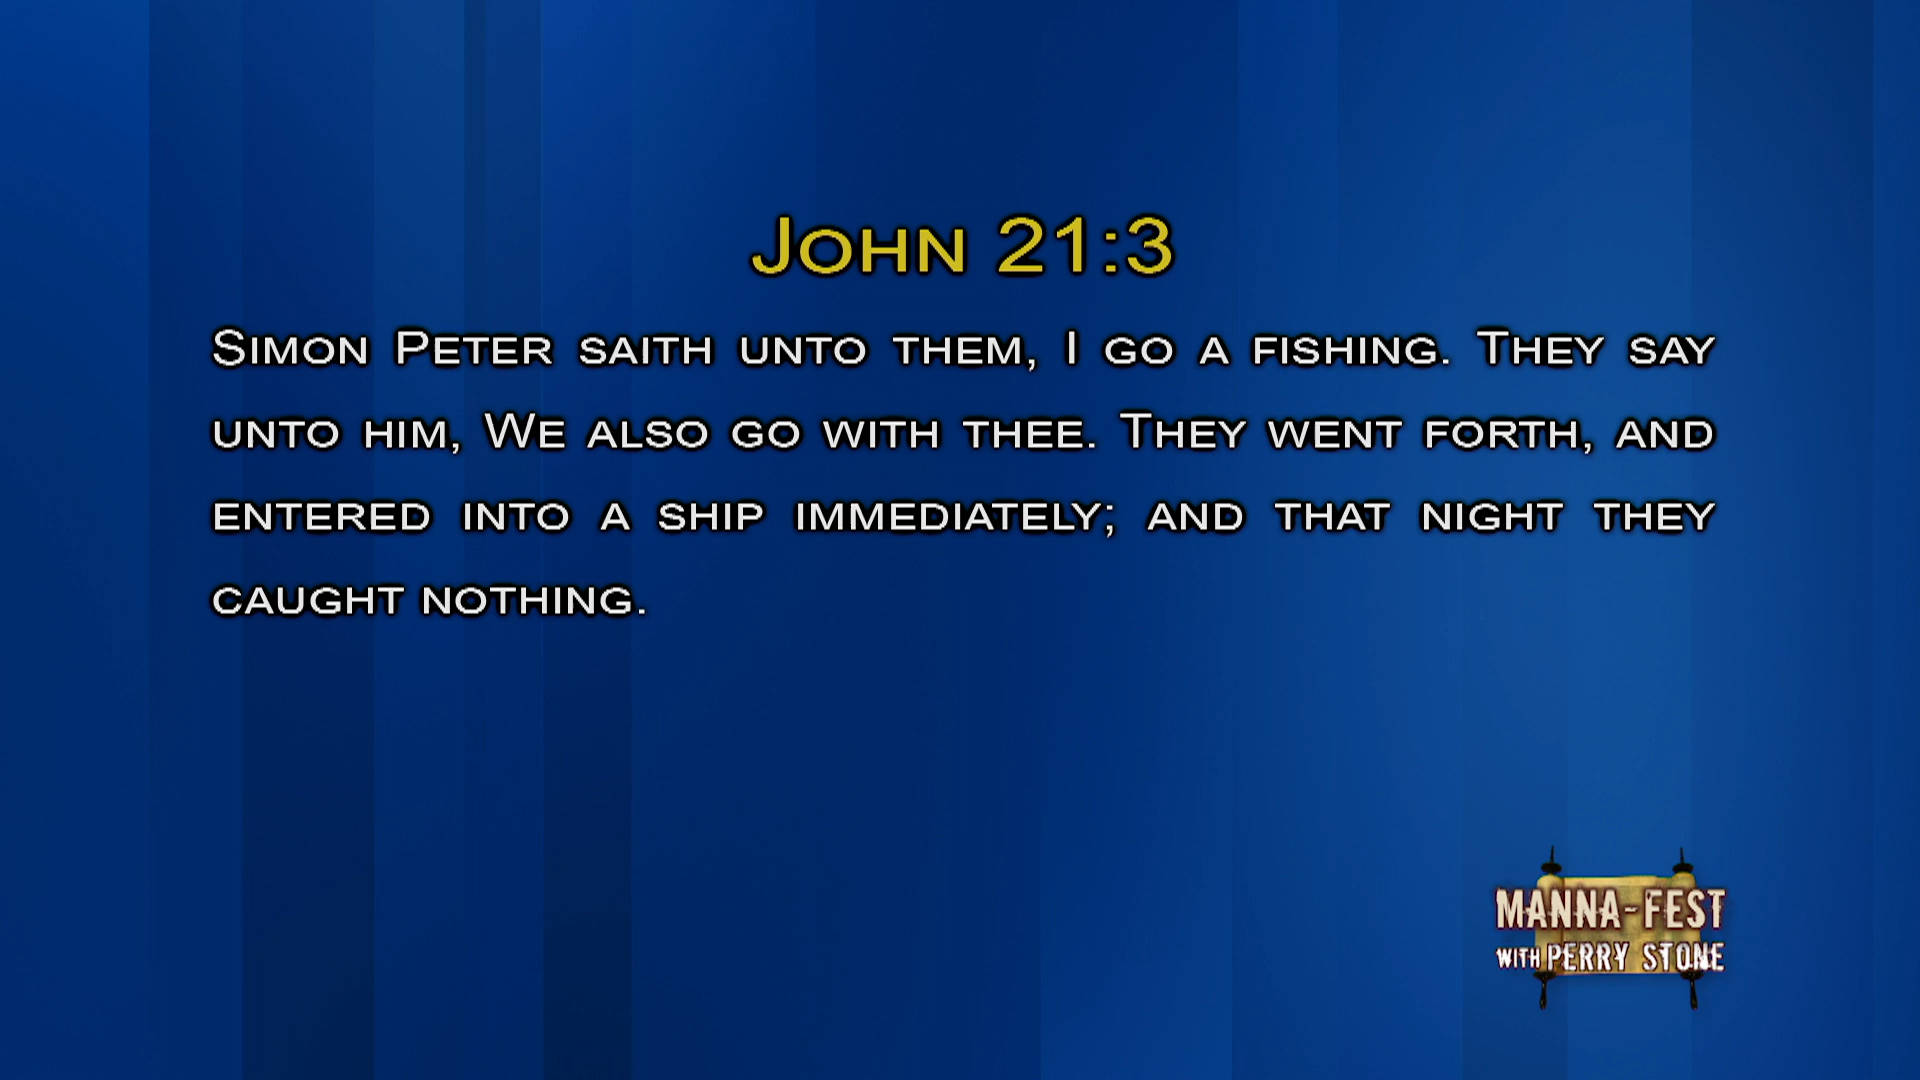 John 21:3
Simon Peter saith unto them, I go a fishing. They say
unto him, We also go with thee. They went forth, and
entered into a ship immediately; and that night they
caught nothing.
MANNA-FEST
WITH PERRY STONE